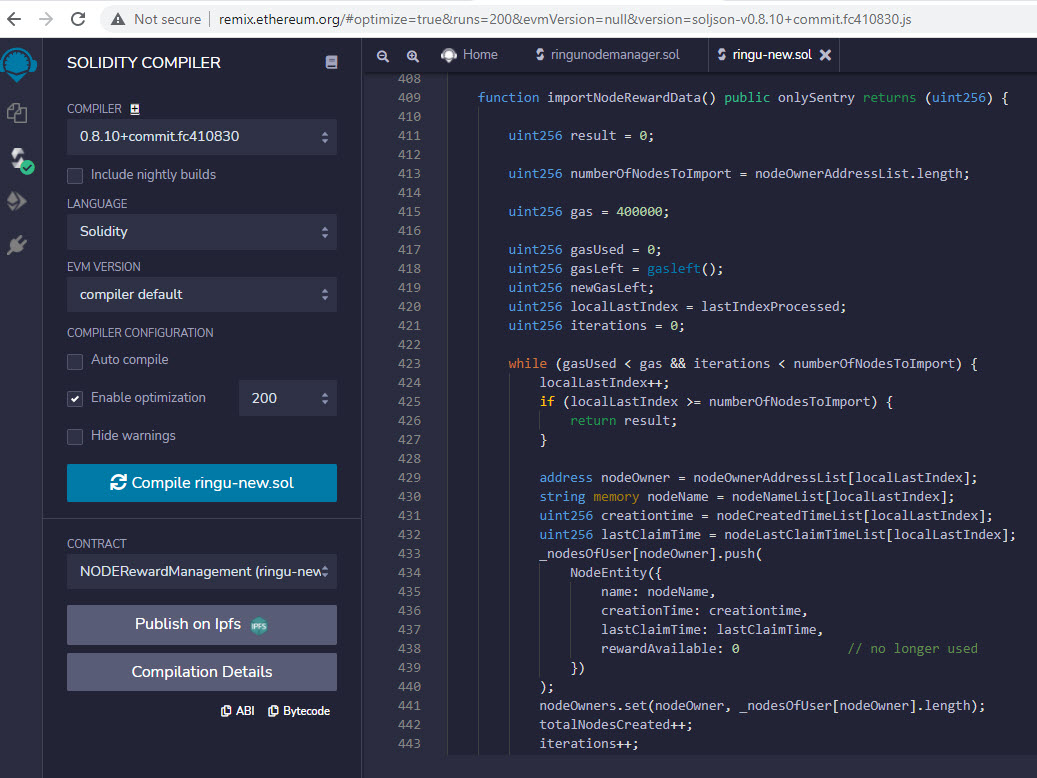 Not secure | remix.ethereum.org/#optimize=true&runs=200&evmVersion=null&version=soljson-v0.8.10+commit.fc410830.js
SOLIDITY COMPILER
COMPILER
0.8.10+commit.fc410830
Include nightly builds
LANGUAGE
Solidity
EVM VERSION
compiler default
COMPILER CONFIGURATION
Auto compile
Enable optimization 200
Hide warnings
Compile ringu-new.sol
CONTRACT
NODERewardManagement (ringu-new
Publish on Ipfs IPFS
Compilation Details
ABI Bytecode
Home ringunodemanager.sol ringu-new.sol
408
409 function importNodeRewardData() public onlySentry returns (uint256) {
410
411 uint256 result = 0;
412
413 uint256 numberOfNodesToImport = nodeOwnerAddressList.length;
414
415 uint256 gas = 400000;
416
417 uint256 gasUsed = 0;
418 uint256 gasLeft = gasleft();
419 uint256 newGasLeft;
420 uint256 localLastIndex = lastIndexProcessed;
421 uint256 iterations = 0;
422
423 while (gasUsed < gas && iterations < numberOfNodesToImport) {
424 localLastIndex++;
425 if (localLastIndex >= numberOfNodesToImport) {
426 return result;
427 }
428
429 address nodeOwner = nodeOwnerAddressList[localLastIndex];
430 string memory nodeName = nodeNameList[localLastIndex];
431 uint256 creationtime = nodeCreatedTimeList[localLastIndex];
432 uint256 lastClaimTime = nodeLastClaimTimeList[localLastIndex];
433 _nodesOfUser[nodeOwner].push(
434 NodeEntity({
435 name: nodeName,
436 creationTime: creationtime,
437 lastClaimTime: lastClaimTime,
438 rewardAvailable: 0 // no longer used
439 })
440 );
441 nodeOwners.set(nodeOwner, _nodesOfUser[nodeOwner].length);
442 totalNodesCreated++;
443 iterations++;